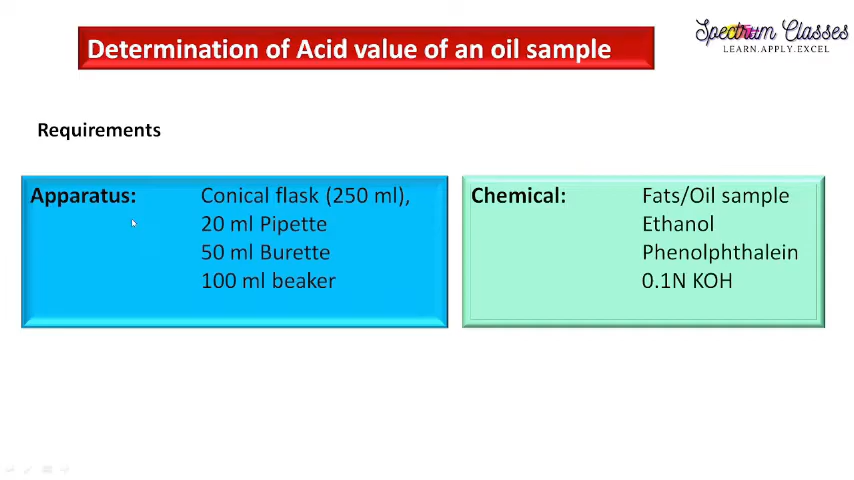 Spectrum Classes
LEARN.APPLY.EXCEL
Determination of Acid value of an oil sample
Requirements
Apparatus: Conical flask (250 ml),
20 ml Pipette
50 ml Burette
100 ml beaker
Chemical: Fats/Oil sample
Ethanol
Phenolphthalein
0.1N KOH